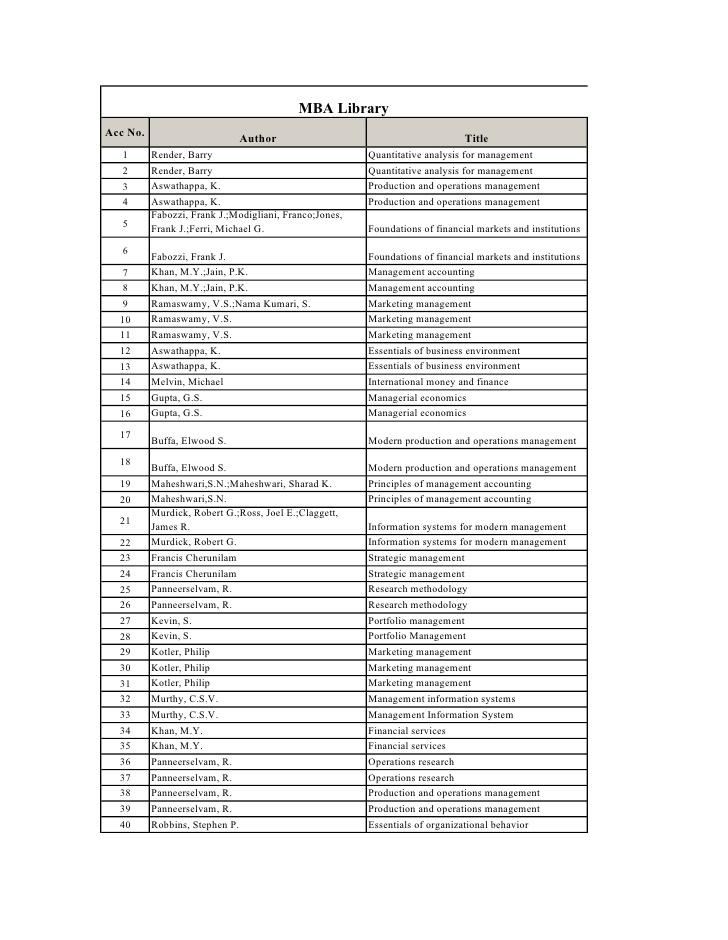 MBA Library
Acc No. Author Title
1 Render, Barry Quantitative analysis for management
2 Render, Barry Quantitative analysis for management
3 Aswathappa, K. Production and operations management
4 Aswathappa, K. Production and operations management
5 Fabozzi, Frank J.;Modigliani, Franco;Jones,
Frank J.;Ferri, Michael G. Foundations of financial markets and institutions
6 Fabozzi, Frank J. Foundations of financial markets and institutions
7 Khan, M.Y.;Jain, P.K. Management accounting
8 Khan, M.Y.;Jain, P.K. Management accounting
9 Ramaswamy, V.S.;Nama Kumari, S. Marketing management
10 Ramaswamy, V.S. Marketing management
11 Ramaswamy, V.S. Marketing management
12 Aswathappa, K. Essentials of business environment
13 Aswathappa, K. Essentials of business environment
14 Melvin, Michael International money and finance
15 Gupta, G.S. Managerial economics
16 Gupta, G.S. Managerial economics
17 Buffa, Elwood S. Modern production and operations management
18 Buffa, Elwood S. Modern production and operations management
19 Maheshwari,S.N.;Maheshwari, Sharad K. Principles of management accounting
20 Maheshwari,S.N. Principles of management accounting
21 Murdick, Robert G.;Ross, Joel E.;Claggett,
James R. Information systems for modern management
22 Murdick, Robert G. Information systems for modern management
23 Francis Cherunilam Strategic management
24 Francis Cherunilam Strategic management
25 Panneerselvam, R. Research methodology
26 Panneerselvam, R. Research methodology
27 Kevin, S. Portfolio management
28 Kevin, S. Portfolio Management
29 Kotler, Philip Marketing management
30 Kotler, Philip Marketing management
31 Kotler, Philip Marketing management
32 Murthy, C.S.V. Management information systems
33 Murthy, C.S.V. Management Information System
34 Khan, M.Y. Financial services
35 Khan, M.Y. Financial services
36 Panneerselvam, R. Operations research
37 Panneerselvam, R. Operations research
38 Panneerselvam, R. Production and operations management
39 Panneerselvam, R. Production and operations management
40 Robbins, Stephen P. Essentials of organizational behavior